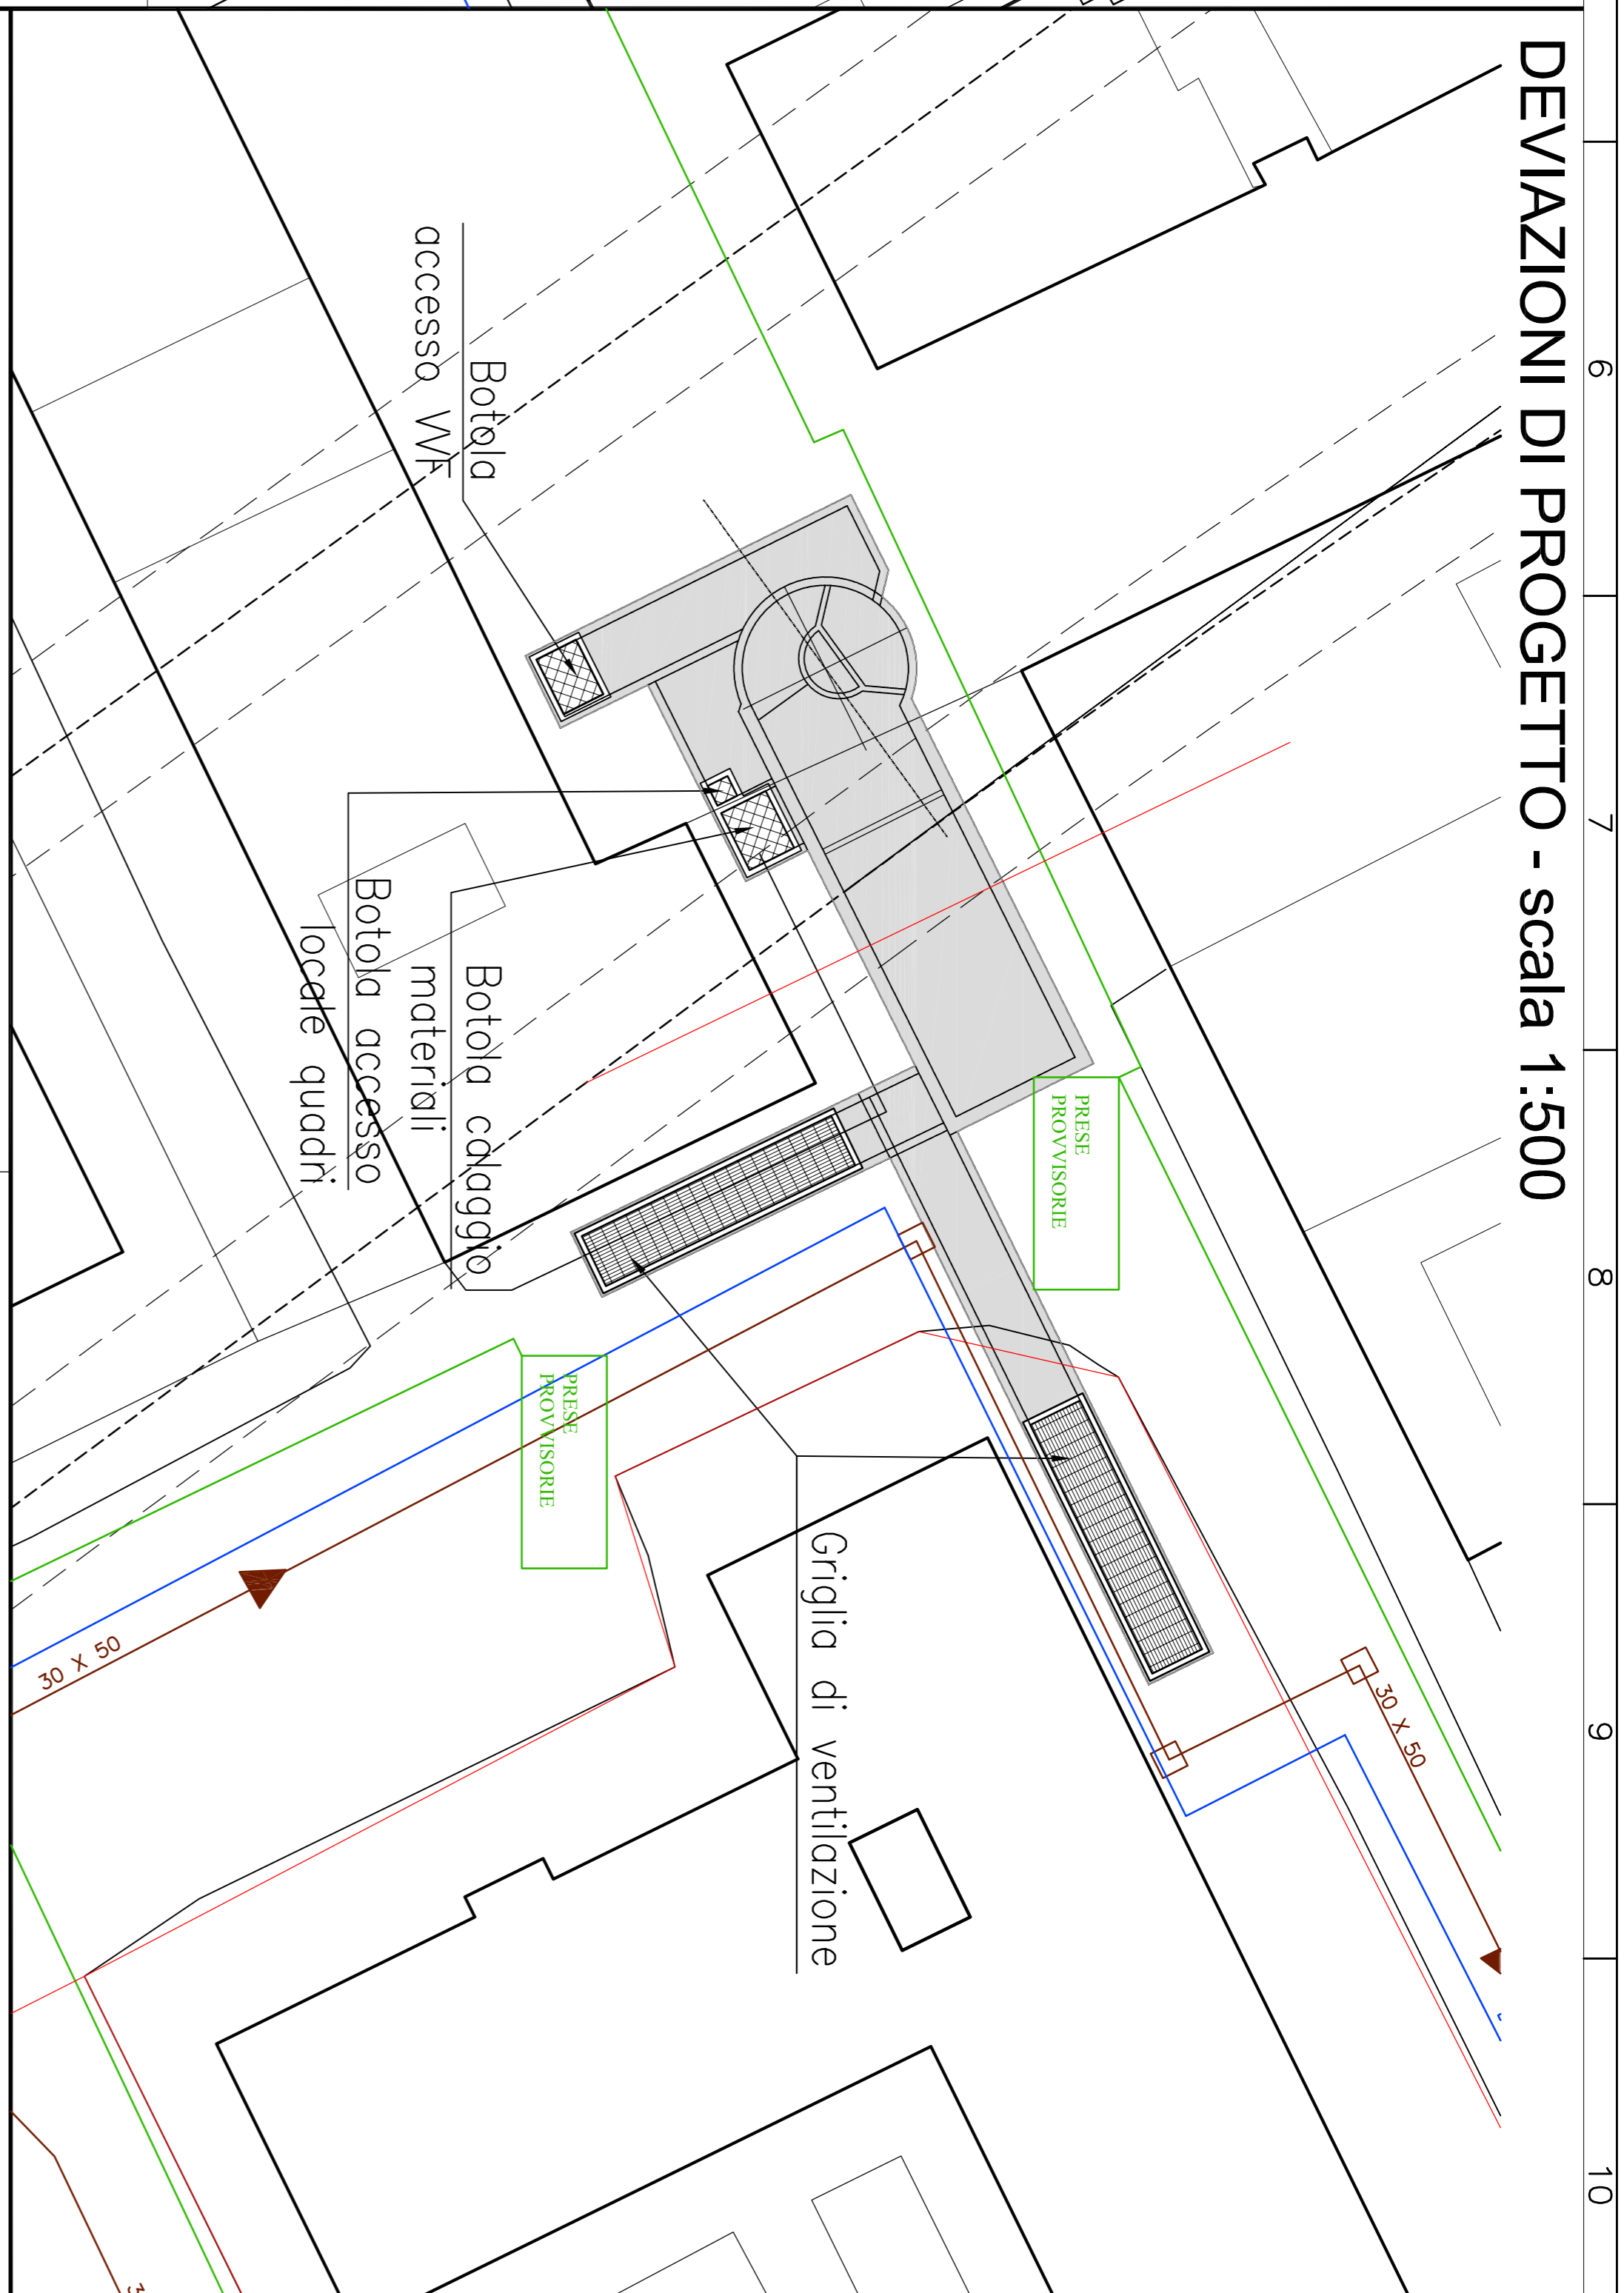 DEVIAZIONI DI PROGETTO - scala 1:500
6
7
8
9
10
Botola
accesso VVF
Botola calaggio
materiali
Botola accesso
locale quadri
PRESE
PROVVISORIE
PRESE
PROVVISORIE
Griglia di ventilazione
30 X 50
30 X 50